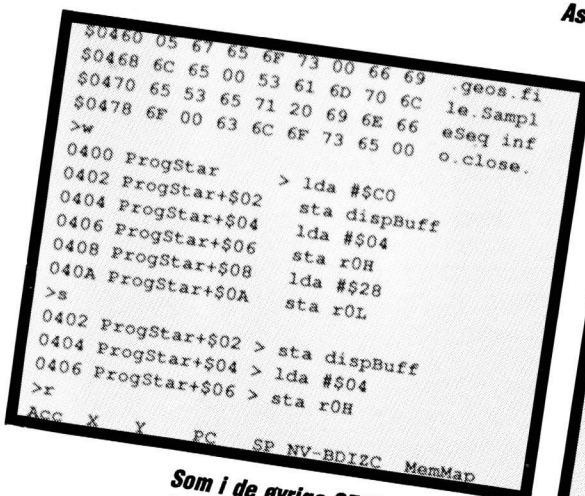 As
$0460 05 67 65 6F 73 00 66 69 .geos.fi
$0468 6C 65 00 53 61 6D 70 6C le.Sampl
$0470 65 53 65 71 20 69 6E 66 eSeq inf
$0478 6F 00 63 6C 6F 73 65 00 o.close.
>w
0400 ProgStar > lda #$C0
0402 ProgStar+$02 sta dispBuff
0404 ProgStar+$04 lda #$04
0406 ProgStar+$06 sta r0H
0408 ProgStar+$08 lda #$28
040A ProgStar+$0A sta r0L
>s
0402 ProgStar+$02 > sta dispBuff
0404 ProgStar+$04 > lda #$04
0406 ProgStar+$06 > sta r0H
>r
Acc X Y PC SP NV-BDIZC MemMap
Som i de øvrige